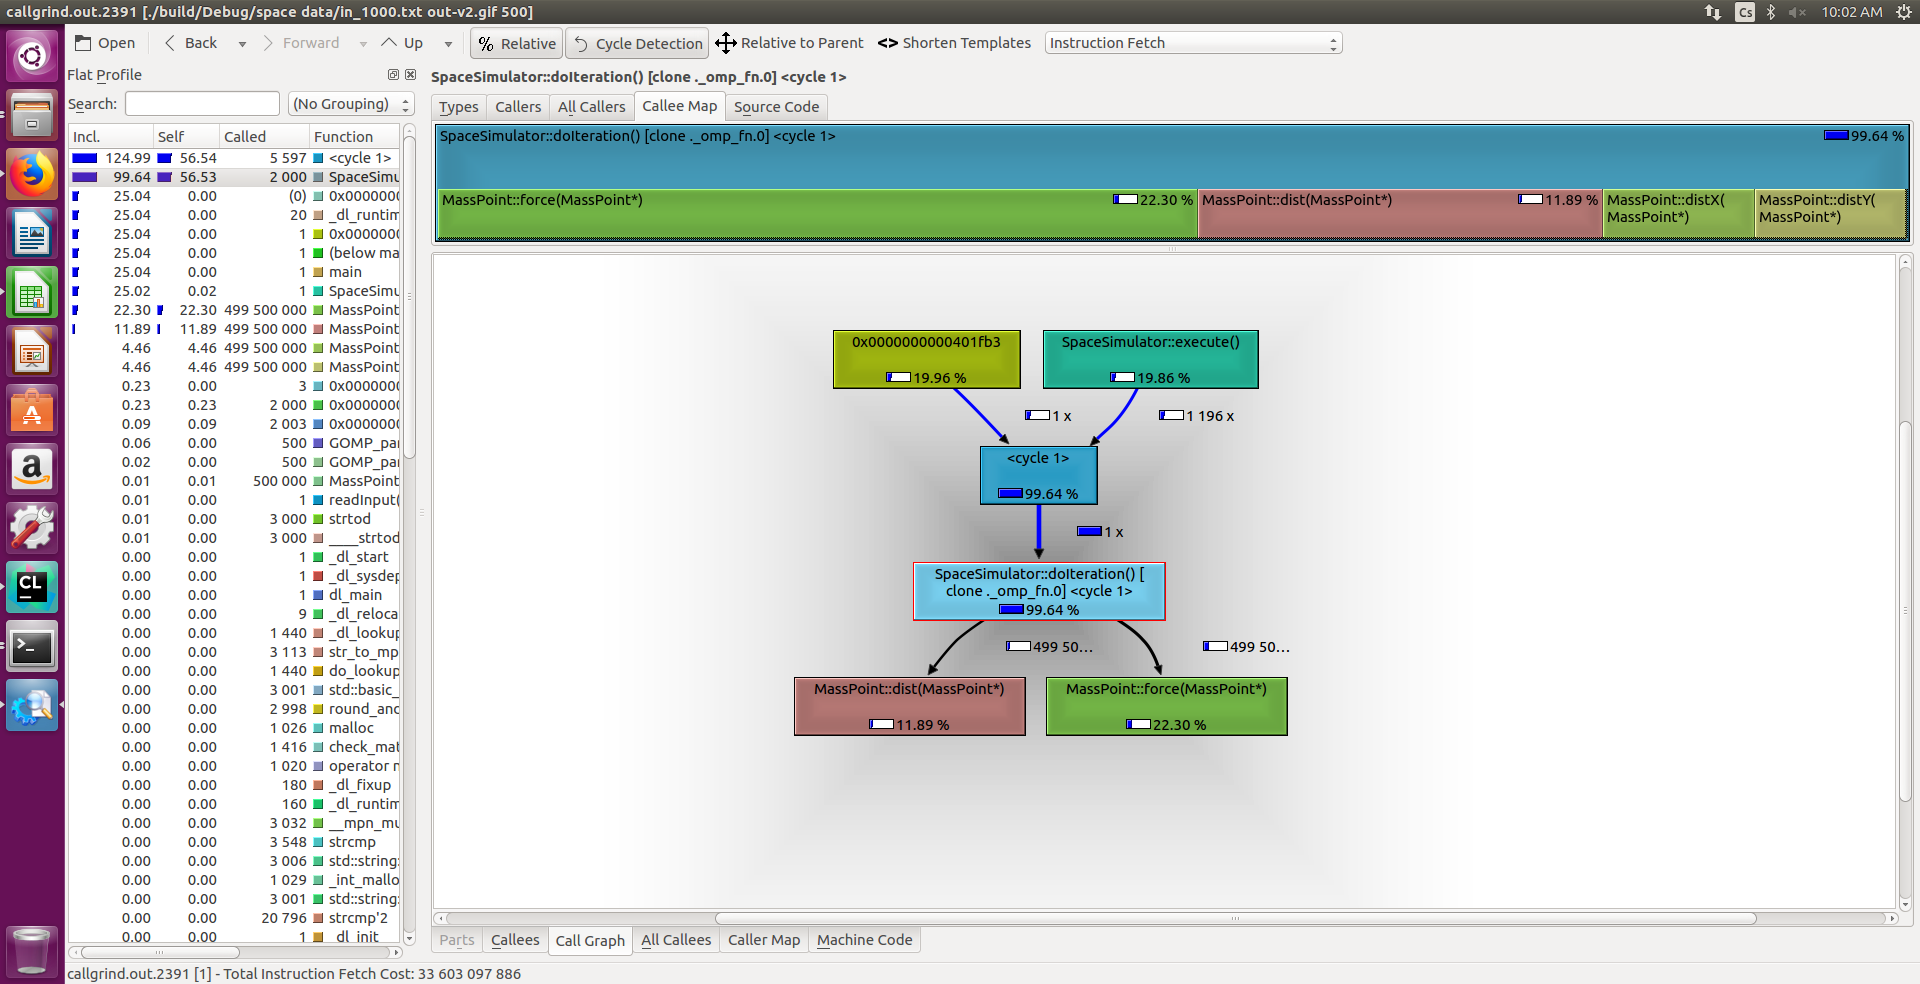 callgrind.out.2391 [./build/Debug/space data/in_1000.txt out-v2.gif 500]
Cs
10:02 AM
Open Back Forward Up % Relative Cycle Detection Relative to Parent <> Shorten Templates Instruction Fetch
Flat Profile
Search: (No Grouping)
Incl. Self Called Function
124.99 56.54 5 597 <cycle 1>
99.64 56.53 2 000 SpaceSimu
25.04 0.00 (0) 0x0000000
25.04 0.00 20 _dl_runtim
25.04 0.00 1 0x0000000
25.04 0.00 1 (below ma
25.04 0.00 1 main
25.02 0.02 1 SpaceSimu
22.30 22.30 499 500 000 MassPoint
11.89 11.89 499 500 000 MassPoint
4.46 4.46 499 500 000 MassPoint
4.46 4.46 499 500 000 MassPoint
0.23 0.00 3 0x0000000
0.23 0.23 2 000 0x0000000
0.09 0.09 2 003 0x0000000
0.06 0.00 500 GOMP_par
0.02 0.00 500 GOMP_par
0.01 0.01 500 000 MassPoint
0.01 0.00 1 readInput(
0.01 0.00 3 000 strtod
0.01 0.00 3 000 ____strtod
0.00 0.00 1 _dl_start
0.00 0.00 1 _dl_sysdep
0.00 0.00 1 dl_main
0.00 0.00 9 _dl_reloca
0.00 0.00 1 440 _dl_lookup
0.00 0.00 3 113 str_to_mp
0.00 0.00 1 440 do_lookup
0.00 0.00 3 001 std::basic_
0.00 0.00 2 998 round_and
0.00 0.00 1 026 malloc
0.00 0.00 1 416 check_mat
0.00 0.00 1 020 operator n
0.00 0.00 180 _dl_fixup
0.00 0.00 160 _dl_runtim
0.00 0.00 3 032 __mpn_mu
0.00 0.00 3 548 strcmp
0.00 0.00 3 006 std::string:
0.00 0.00 1 029 _int_mallo
0.00 0.00 3 001 std::string:
0.00 0.00 20 796 strcmp'2
0.00 0.00 1 dl_init
SpaceSimulator::doIteration() [clone ._omp_fn.0] <cycle 1>
Types Callers All Callers Callee Map Source Code
SpaceSimulator::doIteration() [clone ._omp_fn.0] <cycle 1> 99.64 %
MassPoint::force(MassPoint*) 22.30 %
MassPoint::dist(MassPoint*) 11.89 %
MassPoint::distX(
MassPoint*)
MassPoint::distY(
MassPoint*)
0x0000000000401fb3
19.96 %
SpaceSimulator::execute()
19.86 %
1 x
1 196 x
<cycle 1>
99.64 %
1 x
SpaceSimulator::doIteration() [
clone ._omp_fn.0] <cycle 1>
99.64 %
499 50...
499 50...
MassPoint::dist(MassPoint*)
11.89 %
MassPoint::force(MassPoint*)
22.30 %
Parts Callees Call Graph All Callees Caller Map Machine Code
callgrind.out.2391 [1] - Total Instruction Fetch Cost: 33 603 097 886
a
CL
>_